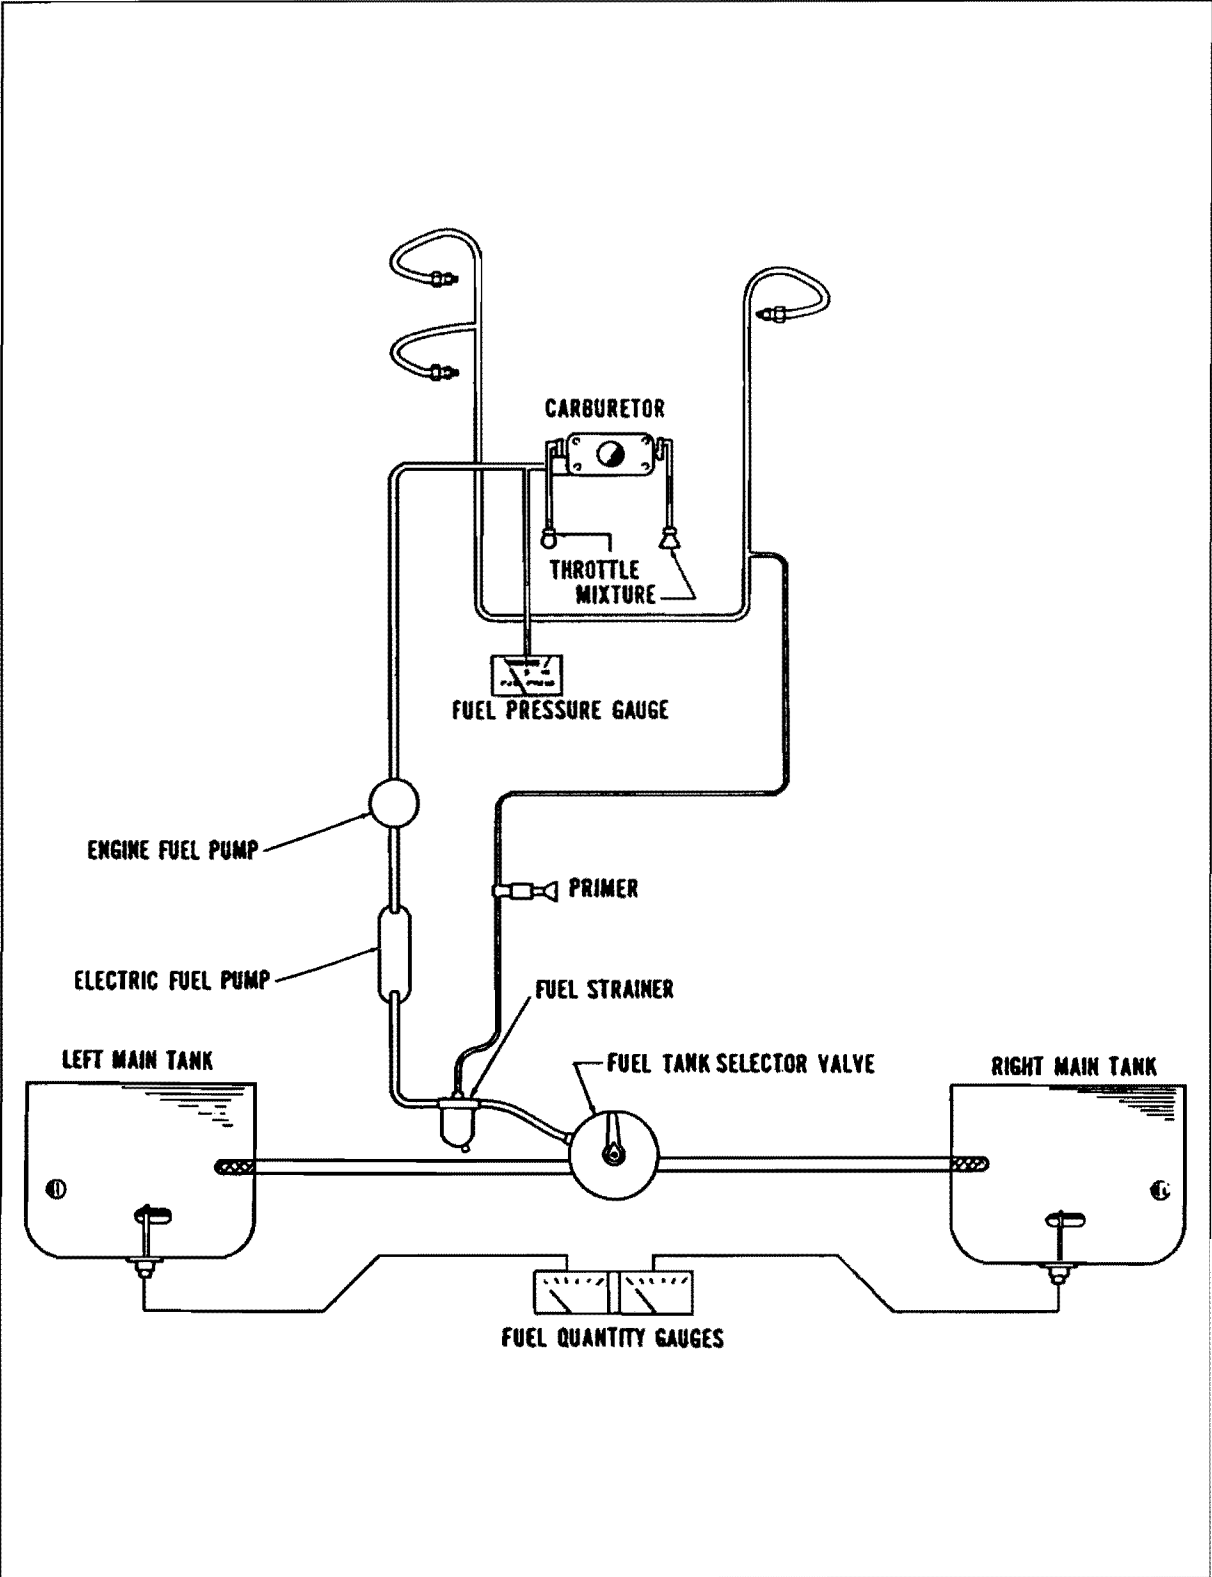 CARBURETOR
THROTTLE
MIXTURE
FUEL PRESSURE GAUGE
ENGINE FUEL PUMP
PRIMER
ELECTRIC FUEL PUMP
FUEL STRAINER
LEFT MAIN TANK
FUEL TANK SELECTOR VALVE
RIGHT MAIN TANK
FUEL QUANTITY GAUGES